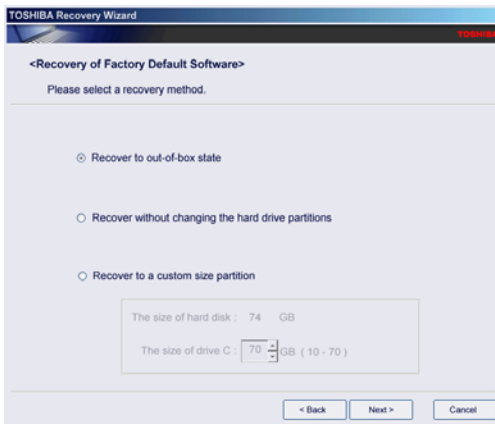 TOSHIBA Recovery Wizard
TOSHIBA
<Recovery of Factory Default Software>
Please select a recovery method.
Recover to out-of-box state
Recover without changing the hard drive partitions
Recover to a custom size partition
The size of hard disk : 74 GB
The size of drive C : 70 GB ( 10 - 70 )
< Back Next > Cancel